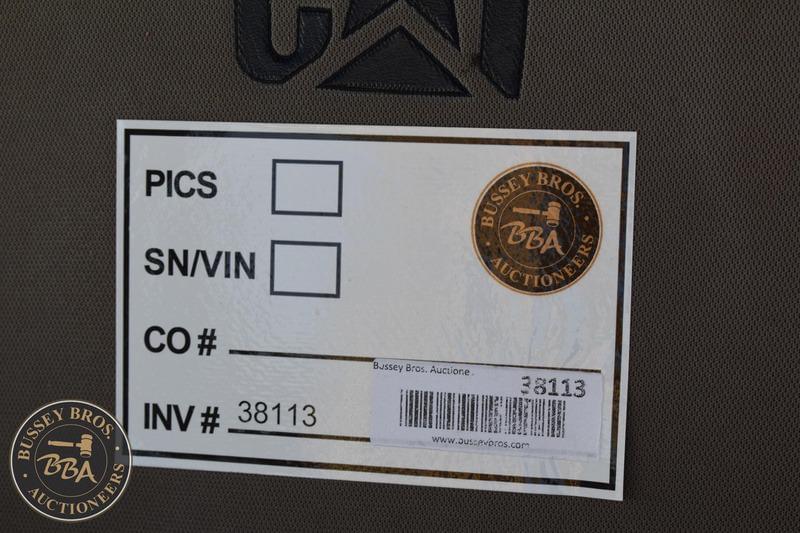 CAT
PICS
BUSSEY BROS.
BBA
AUCTIONEERS
SN/VIN
CO #
Bussey Bros. Auctione
38113
INV # 38113
www.busseybros.com
BUSSEY BROS.
BBA
AUCTIONEERS